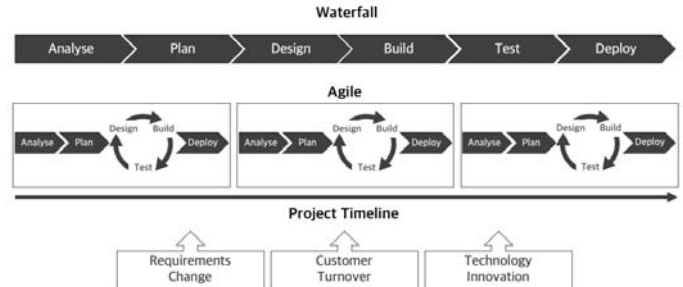 Waterfall
Analyse Plan Design Build Test Deploy
Agile
Analyse Plan Design Build Test Deploy
Analyse Plan Design Build Test Deploy
Analyse Plan Design Build Test Deploy
Project Timeline
Requirements
Change
Customer
Turnover
Technology
Innovation